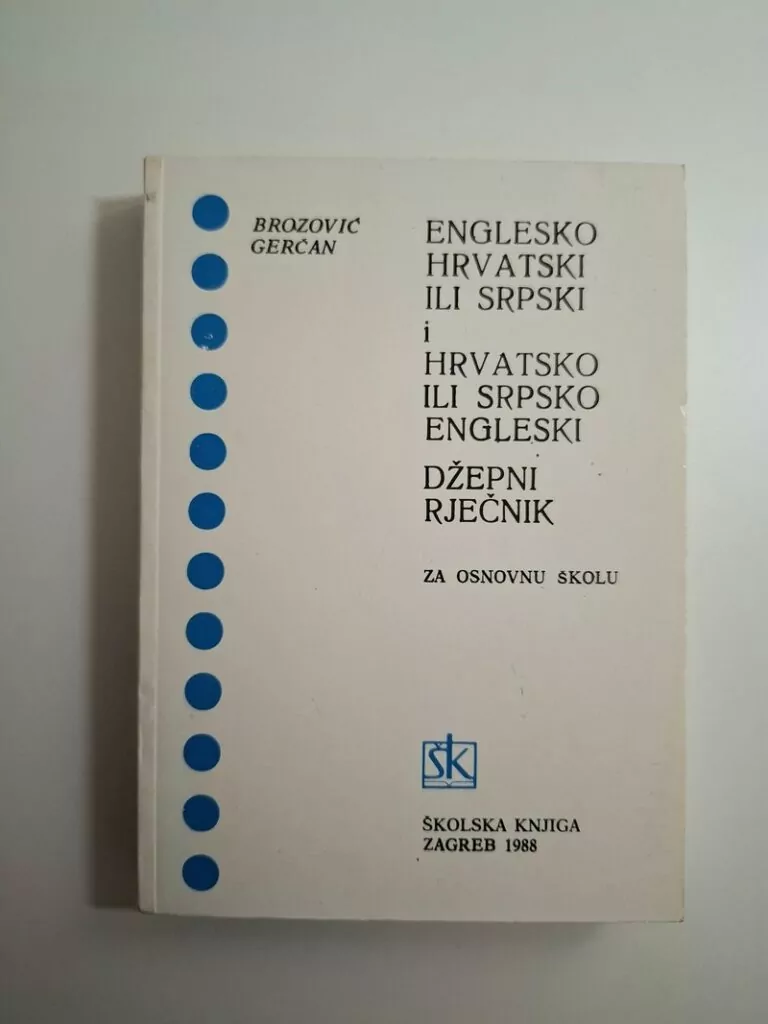 BROZOVIĆ
GERČAN
ENGLESKO
HRVATSKI
ILI SRPSKI
i
HRVATSKO
ILI SRPSKO
ENGLESKI
DŽEPNI
RJEČNIK
ZA OSNOVNU ŠKOLU
šk
ŠKOLSKA KNJIGA
ZAGREB 1988